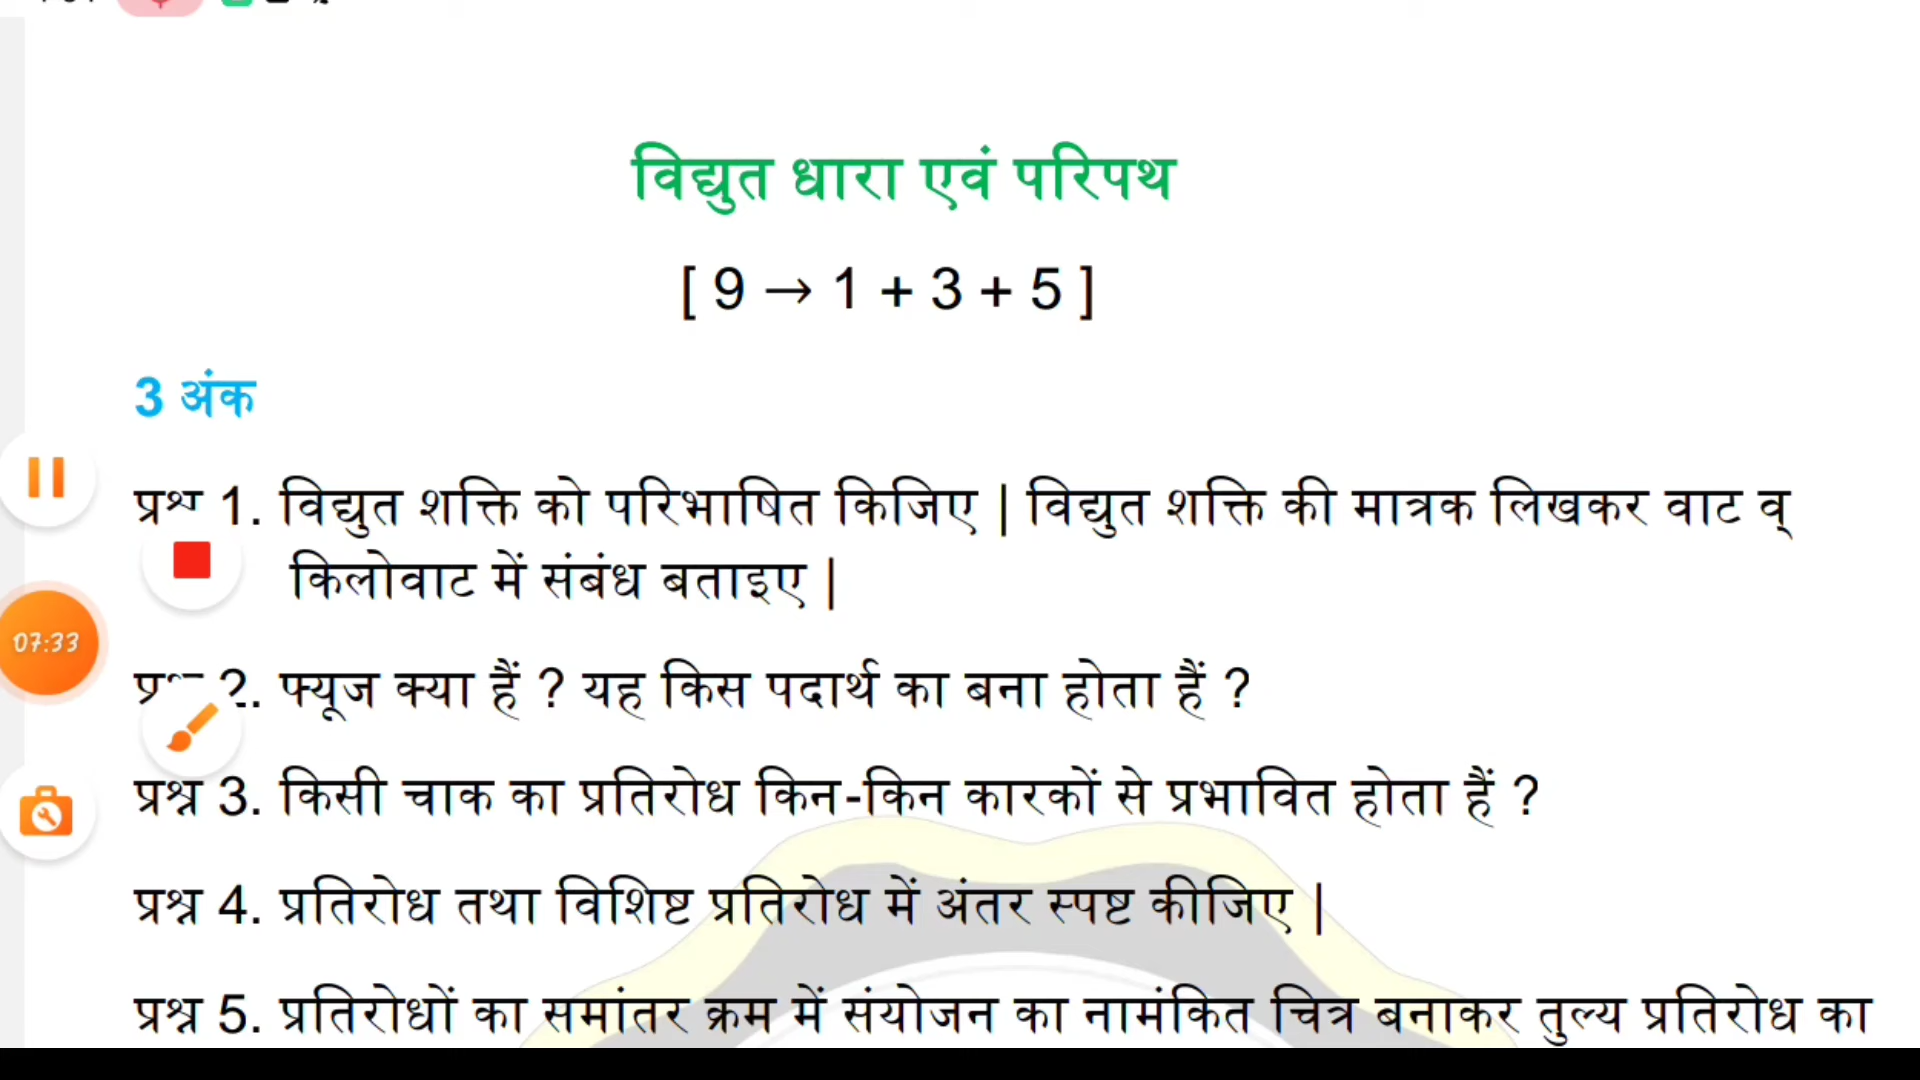 विद्युत धारा एवं परिपथ
[ 9 → 1 + 3 + 5 ]
3 अंक
प्रश्न 1. विद्युत शक्ति को परिभाषित किजिए | विद्युत शक्ति की मात्रक लिखकर वाट व्
किलोवाट में संबंध बताइए |
07:33
2. फ्यूज क्या हैं ? यह किस पदार्थ का बना होता हैं ?
प्रश्न 3. किसी चाक का प्रतिरोध किन-किन कारकों से प्रभावित होता हैं ?
प्रश्न 4. प्रतिरोध तथा विशिष्ट प्रतिरोध में अंतर स्पष्ट कीजिए |
प्रश्न 5. प्रतिरोधों का समांतर क्रम में संयोजन का नामंकित चित्र बनाकर तुल्य प्रतिरोध का